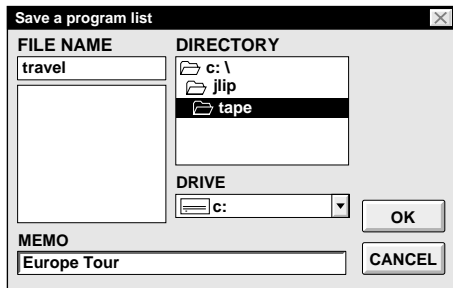 Save a program list
FILE NAME
travel
DIRECTORY
c: \
jlip
tape
DRIVE
c:
OK
MEMO
Europe Tour
CANCEL